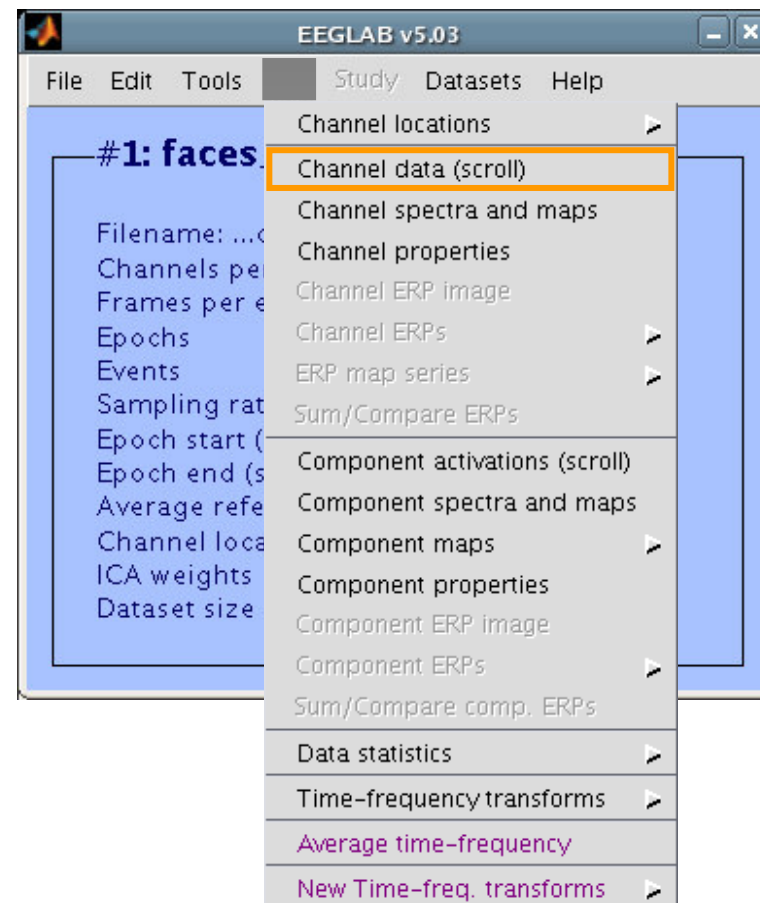 EEGLAB v5.03
File Edit Tools Study Datasets Help
#1: faces_
Filename: ...
Channels pe
Frames per e
Epochs
Events
Sampling rat
Epoch start (
Epoch end (s
Average refe
Channel loca
ICA weights
Dataset size
Channel locations
Channel data (scroll)
Channel spectra and maps
Channel properties
Channel ERP image
Channel ERPs
ERP map series
Sum/Compare ERPs
Component activations (scroll)
Component spectra and maps
Component maps
Component properties
Component ERP image
Component ERPs
Sum/Compare comp. ERPs
Data statistics
Time-frequency transforms
Average time-frequency
New Time-freq. transforms